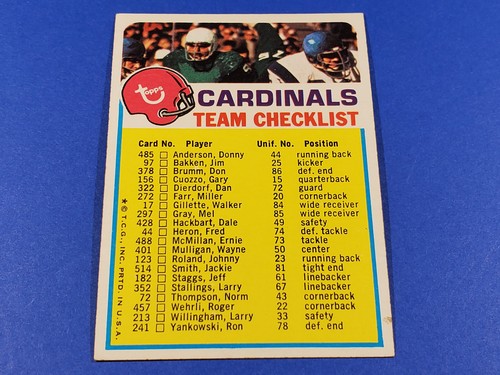 topps
CARDINALS
TEAM CHECKLIST
Card No. Player Unif. No. Position
485 Anderson, Donny 44 running back
97 Bakken, Jim 25 kicker
378 Brumm, Don 86 def. end
156 Cuozzo, Gary 15 quarterback
322 Dierdorf, Dan 72 guard
272 Farr, Miller 20 cornerback
17 Gillette, Walker 84 wide receiver
297 Gray, Mel 85 wide receiver
428 Hackbart, Dale 49 safety
44 Heron, Fred 74 def. tackle
488 McMillan, Ernie 73 tackle
401 Mulligan, Wayne 50 center
123 Roland, Johnny 23 running back
514 Smith, Jackie 81 tight end
182 Staggs, Jeff 61 linebacker
352 Stallings, Larry 67 linebacker
72 Thompson, Norm 43 cornerback
457 Wehrli, Roger 22 cornerback
213 Willingham, Larry 33 safety
241 Yankowski, Ron 78 def. end
★ © T.C.G., INC. PRTD. IN U.S.A.